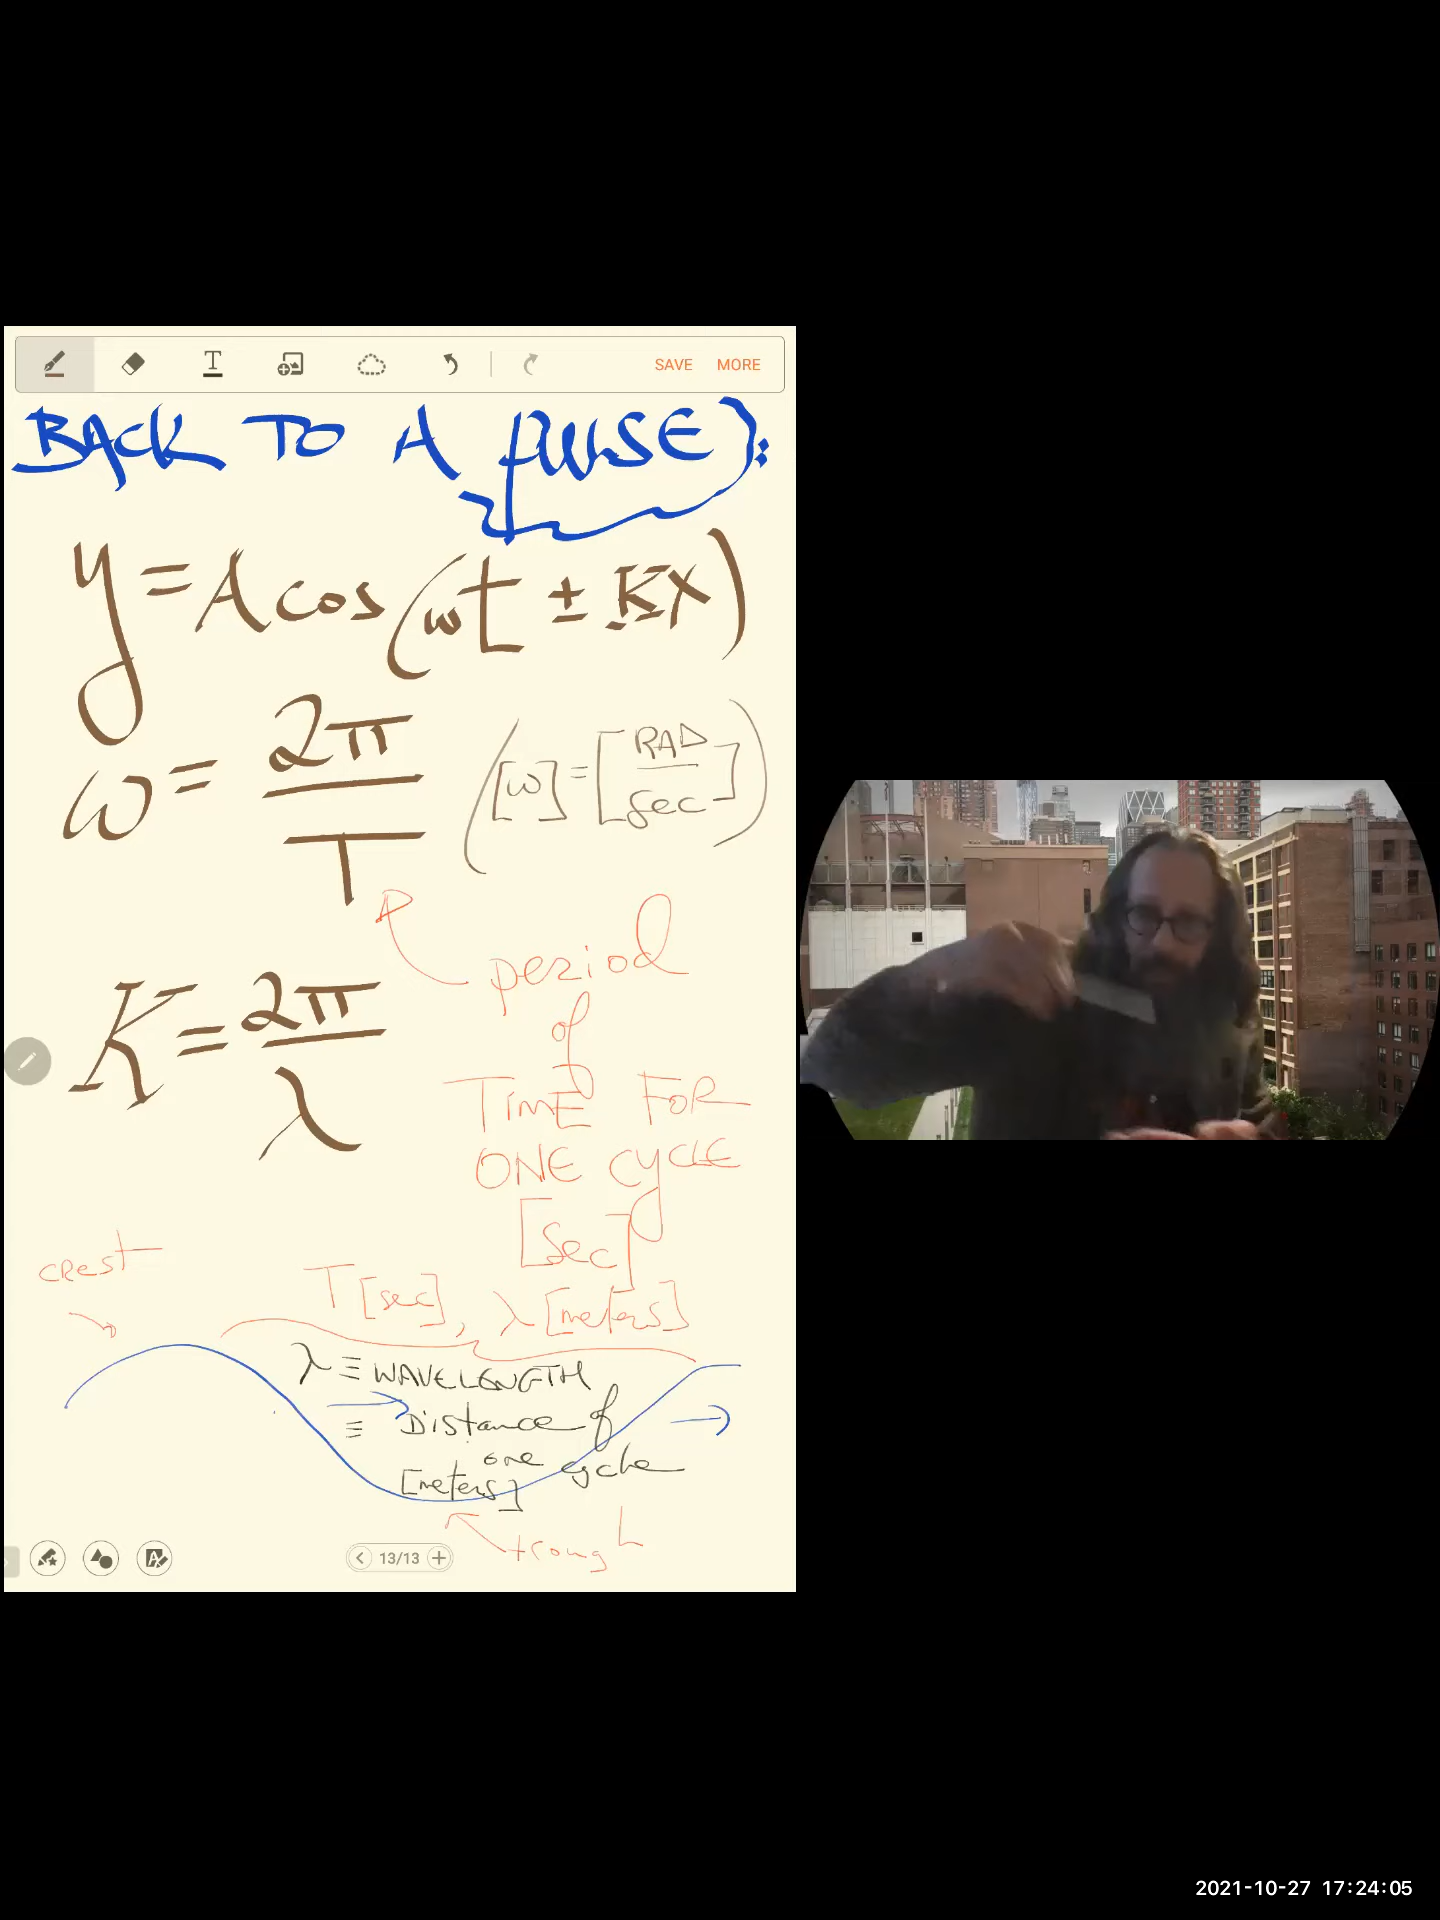 T
SAVE
MORE
BACK TO A PULSE:
y = A cos (ωt ± Kx)
ω = 2π / T
([ω] = [RAD / sec])
period
of
TIME FOR
ONE CYCLE
[sec]
K = 2π / λ
crest
T [sec], λ [meters]
λ ≡ WAVELENGTH
≡ Distance of
one cycle
[meters]
trough
13/13
2021-10-27 17:24:05